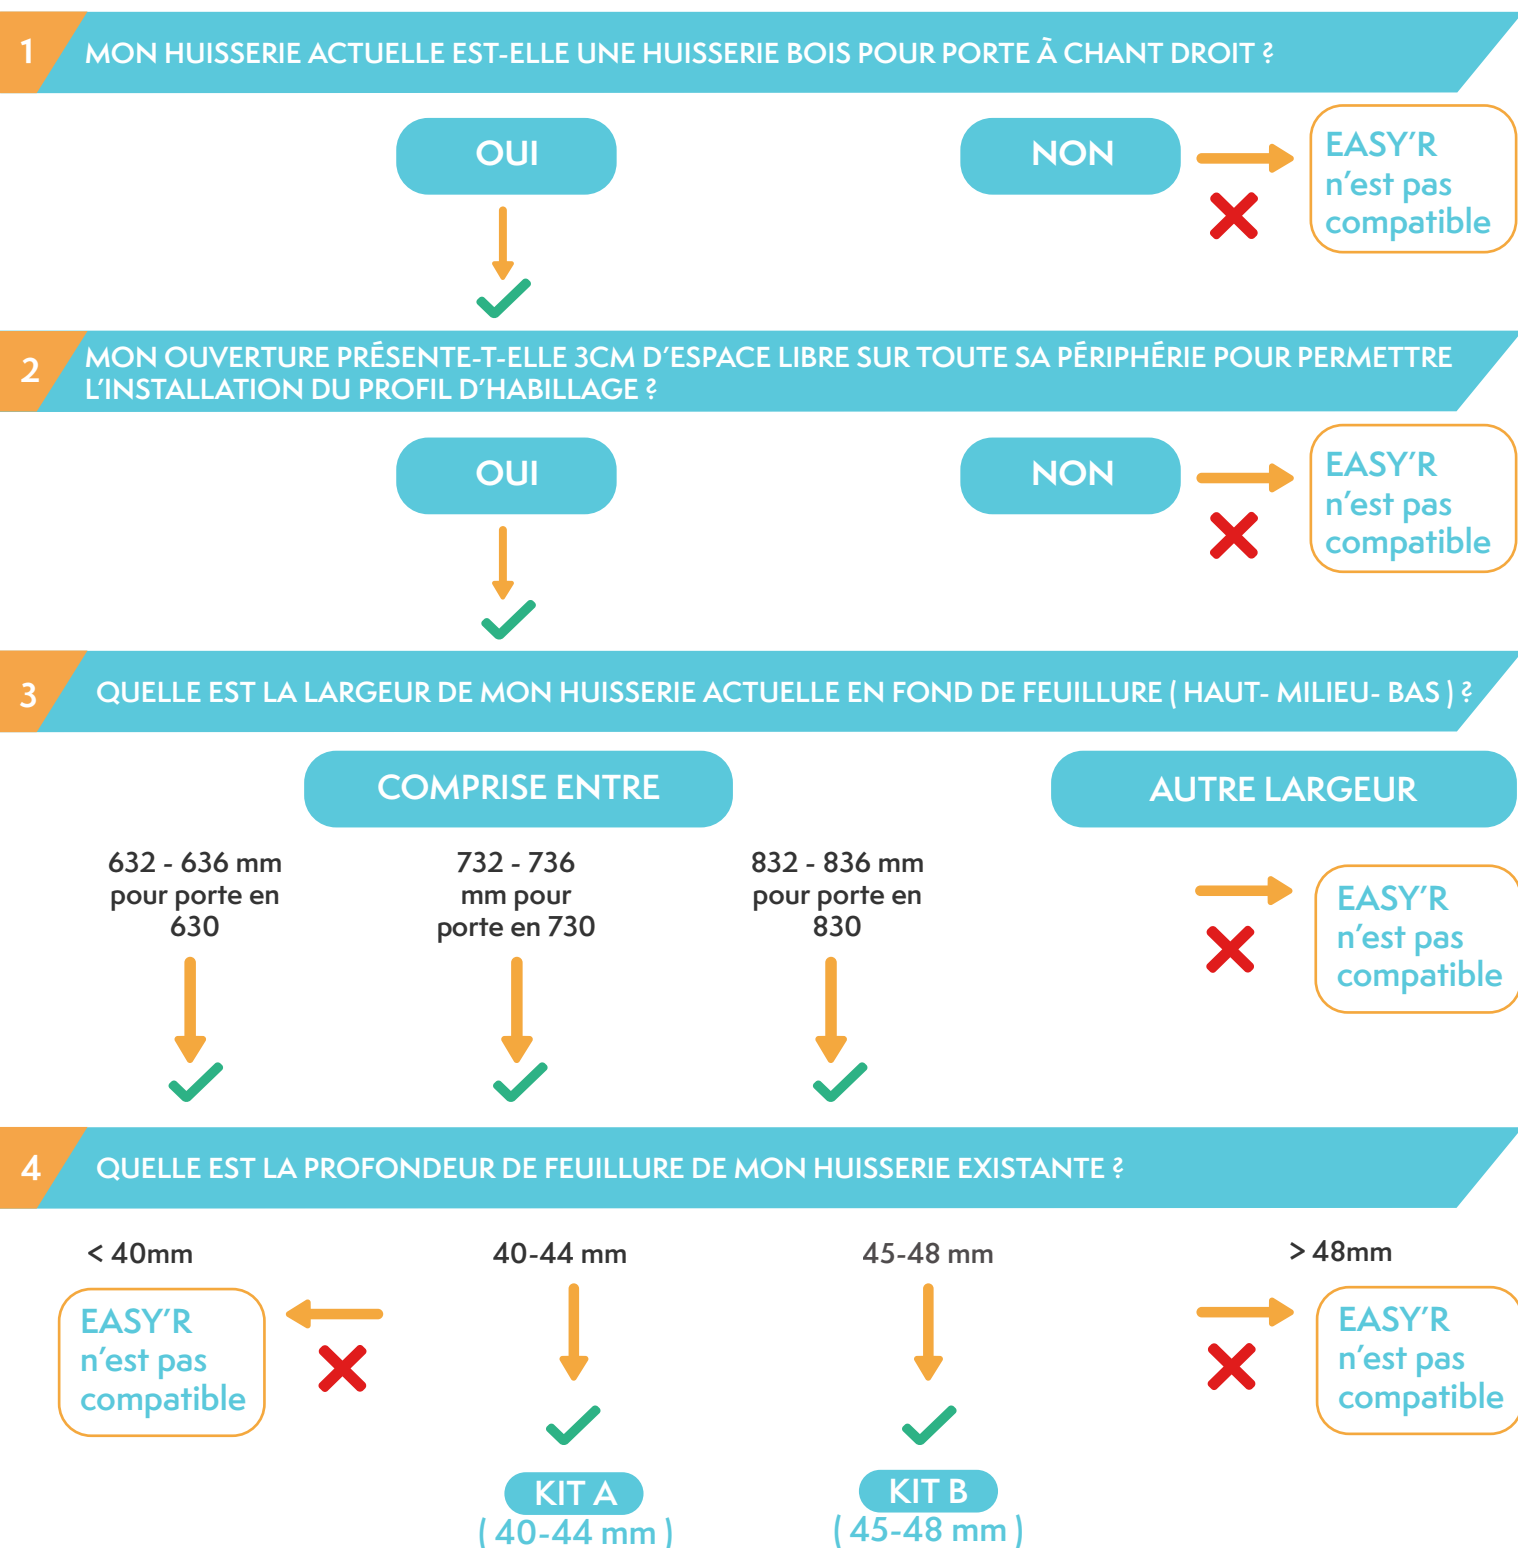 1
MON HUISSERIE ACTUELLE EST-ELLE UNE HUISSERIE BOIS POUR PORTE À CHANT DROIT ?
OUI
NON
EASY’R
n’est pas
compatible
2
MON OUVERTURE PRÉSENTE-T-ELLE 3CM D’ESPACE LIBRE SUR TOUTE SA PÉRIPHÉRIE POUR PERMETTRE
L’INSTALLATION DU PROFIL D’HABILLAGE ?
OUI
NON
EASY’R
n’est pas
compatible
3
QUELLE EST LA LARGEUR DE MON HUISSERIE ACTUELLE EN FOND DE FEUILLURE ( HAUT- MILIEU- BAS ) ?
COMPRISE ENTRE
AUTRE LARGEUR
632 - 636 mm
pour porte en
630
732 - 736
mm pour
porte en 730
832 - 836 mm
pour porte en
830
EASY’R
n’est pas
compatible
4
QUELLE EST LA PROFONDEUR DE FEUILLURE DE MON HUISSERIE EXISTANTE ?
< 40mm
EASY’R
n’est pas
compatible
40-44 mm
KIT A
( 40-44 mm )
45-48 mm
KIT B
( 45-48 mm )
> 48mm
EASY’R
n’est pas
compatible